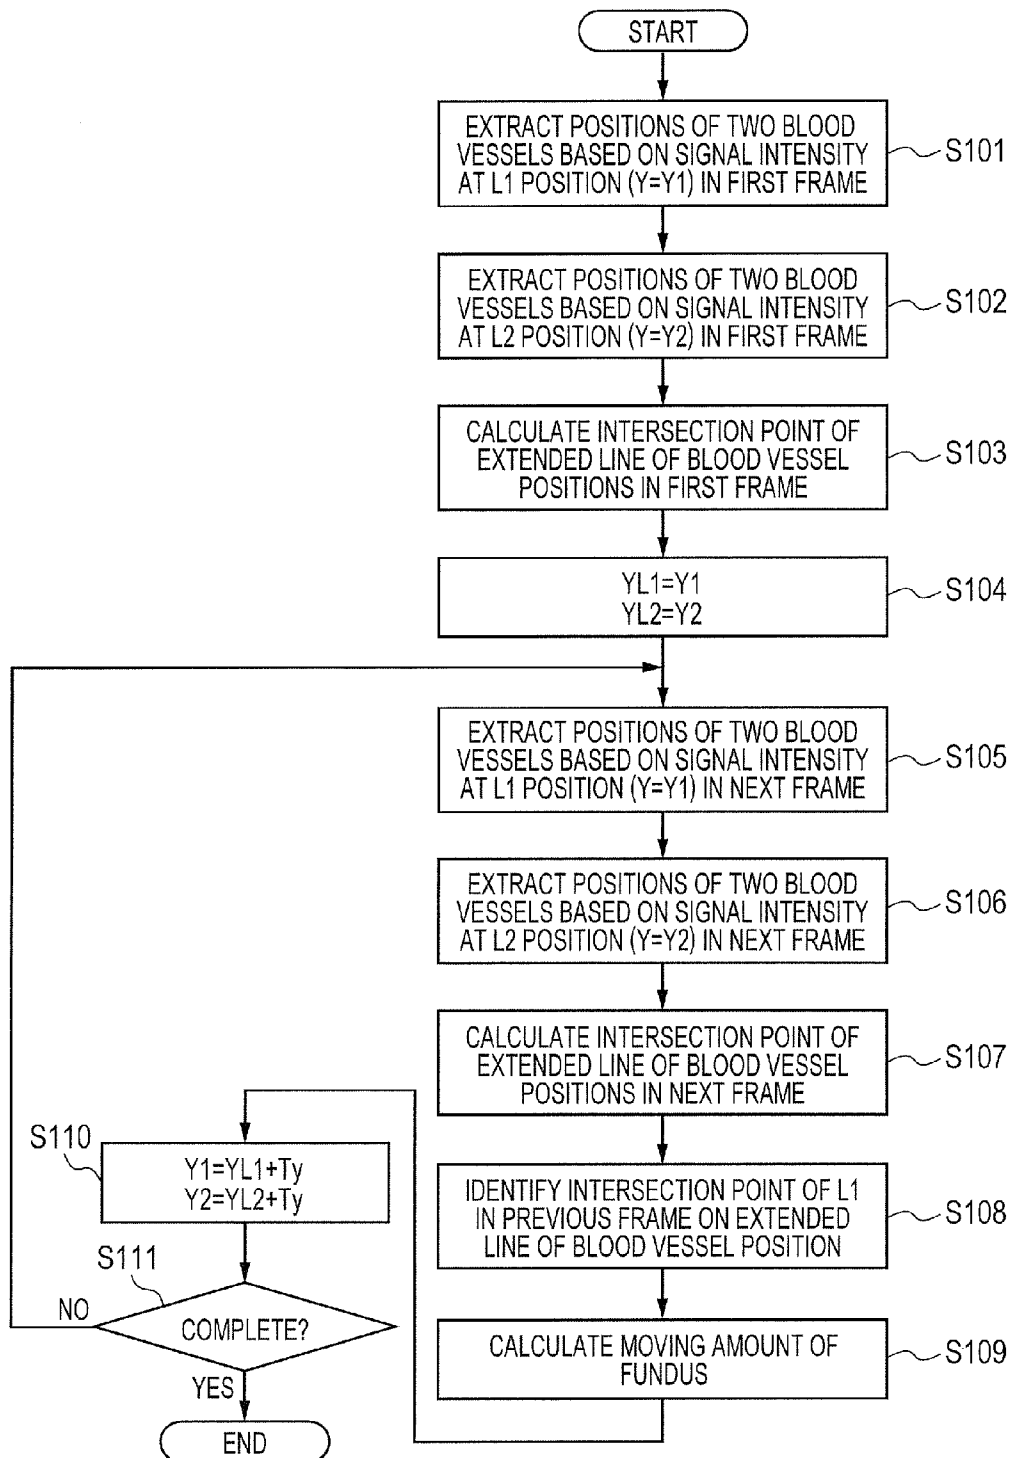 START
EXTRACT POSITIONS OF TWO BLOOD
VESSELS BASED ON SIGNAL INTENSITY
AT L1 POSITION (Y=Y1) IN FIRST FRAME
S101
EXTRACT POSITIONS OF TWO BLOOD
VESSELS BASED ON SIGNAL INTENSITY
AT L2 POSITION (Y=Y2) IN FIRST FRAME
S102
CALCULATE INTERSECTION POINT OF
EXTENDED LINE OF BLOOD VESSEL
POSITIONS IN FIRST FRAME
S103
YL1=Y1
YL2=Y2
S104
EXTRACT POSITIONS OF TWO BLOOD
VESSELS BASED ON SIGNAL INTENSITY
AT L1 POSITION (Y=Y1) IN NEXT FRAME
S105
EXTRACT POSITIONS OF TWO BLOOD
VESSELS BASED ON SIGNAL INTENSITY
AT L2 POSITION (Y=Y2) IN NEXT FRAME
S106
CALCULATE INTERSECTION POINT OF
EXTENDED LINE OF BLOOD VESSEL
POSITIONS IN NEXT FRAME
S107
IDENTIFY INTERSECTION POINT OF L1
IN PREVIOUS FRAME ON EXTENDED
LINE OF BLOOD VESSEL POSITION
S108
CALCULATE MOVING AMOUNT OF
FUNDUS
S109
S110
Y1=YL1+Ty
Y2=YL2+Ty
S111
COMPLETE?
NO
YES
END